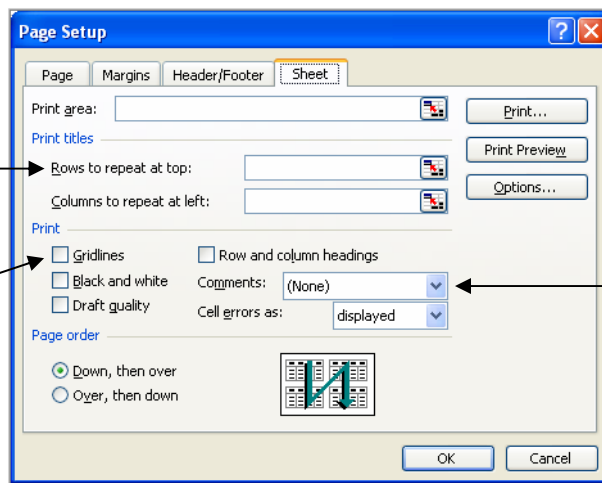 Page Setup
Page Margins Header/Footer Sheet
Print area:
Print...
Print titles
Print Preview
Rows to repeat at top:
Options...
Columns to repeat at left:
Print
Gridlines Row and column headings
Black and white Comments: (None)
Draft quality Cell errors as: displayed
Page order
Down, then over
Over, then down
OK Cancel